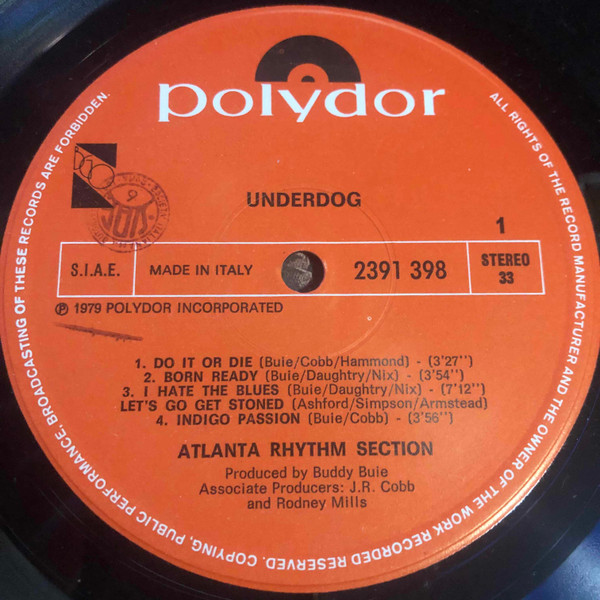 polydor
UNDERDOG
1
S.I.A.E.
MADE IN ITALY
2391 398
STEREO
33
℗ 1979 POLYDOR INCORPORATED
1. DO IT OR DIE (Buie/Cobb/Hammond) - (3'27'')
2. BORN READY (Buie/Daughtry/Nix) - (3'54'')
3. I HATE THE BLUES (Buie/Daughtry/Nix) - (7'12'')
LET'S GO GET STONED (Ashford/Simpson/Armstead)
4. INDIGO PASSION (Buie/Cobb) - (3'56'')
ATLANTA RHYTHM SECTION
Produced by Buddy Buie
Associate Producers: J.R. Cobb
and Rodney Mills
ALL RIGHTS OF THE RECORD MANUFACTURER AND THE OWNER OF THE WORK RECORDED RESERVED. COPYING, PUBLIC PERFORMANCE, BROADCASTING OF THESE RECORDS ARE FORBIDDEN.